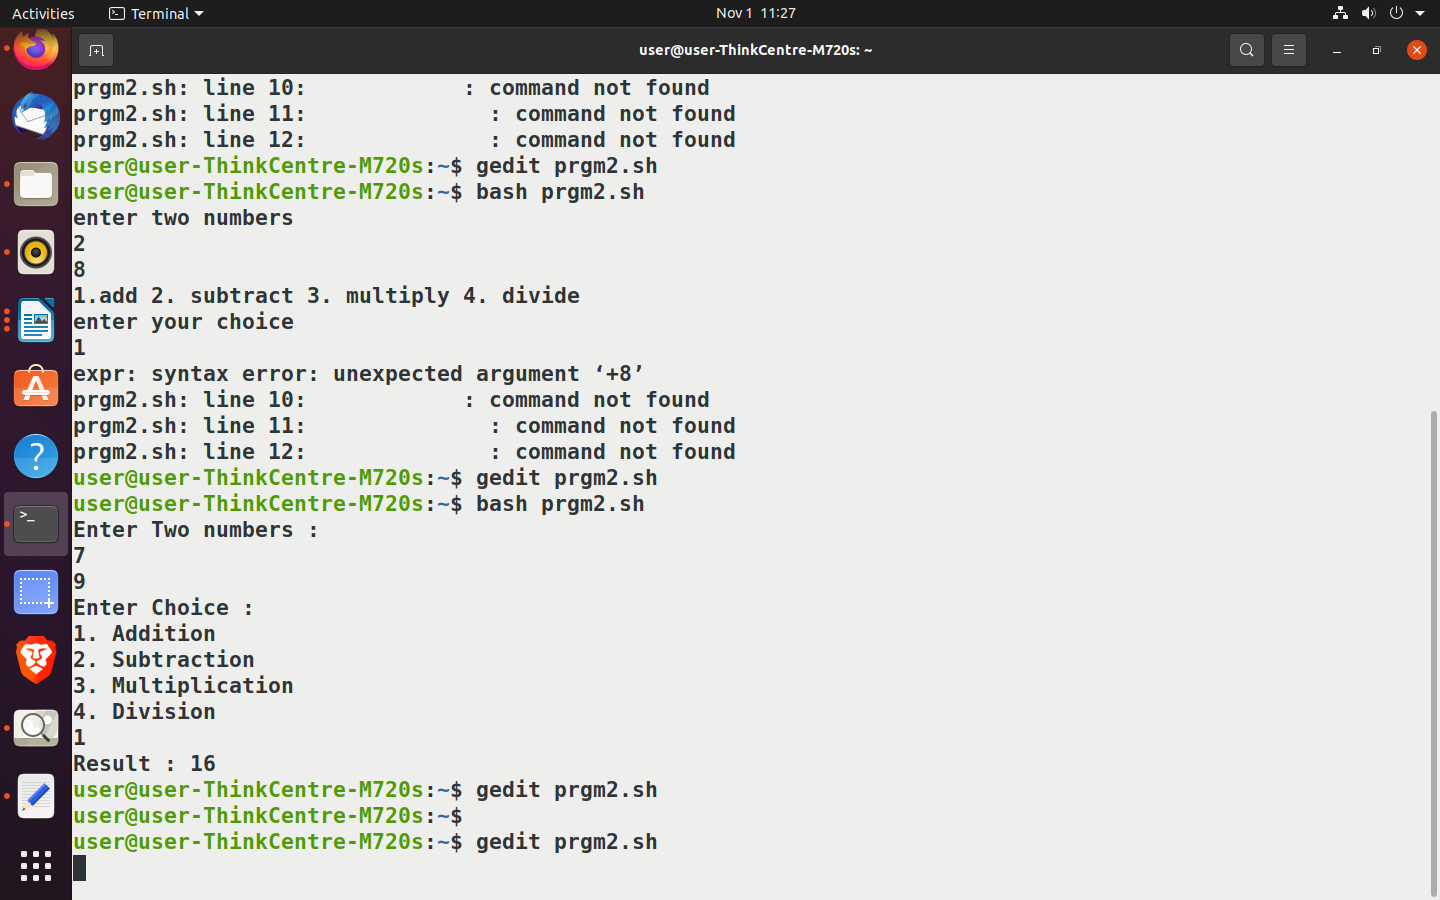 Activities Terminal Nov 1 11:27
user@user-ThinkCentre-M720s: ~
prgm2.sh: line 10:            : command not found
prgm2.sh: line 11:              : command not found
prgm2.sh: line 12:              : command not found
user@user-ThinkCentre-M720s:~$ gedit prgm2.sh
user@user-ThinkCentre-M720s:~$ bash prgm2.sh
enter two numbers
2
8
1.add 2. subtract 3. multiply 4. divide
enter your choice
1
expr: syntax error: unexpected argument ‘+8’
prgm2.sh: line 10:            : command not found
prgm2.sh: line 11:              : command not found
prgm2.sh: line 12:              : command not found
user@user-ThinkCentre-M720s:~$ gedit prgm2.sh
user@user-ThinkCentre-M720s:~$ bash prgm2.sh
Enter Two numbers :
7
9
Enter Choice :
1. Addition
2. Subtraction
3. Multiplication
4. Division
1
Result : 16
user@user-ThinkCentre-M720s:~$ gedit prgm2.sh
user@user-ThinkCentre-M720s:~$
user@user-ThinkCentre-M720s:~$ gedit prgm2.sh